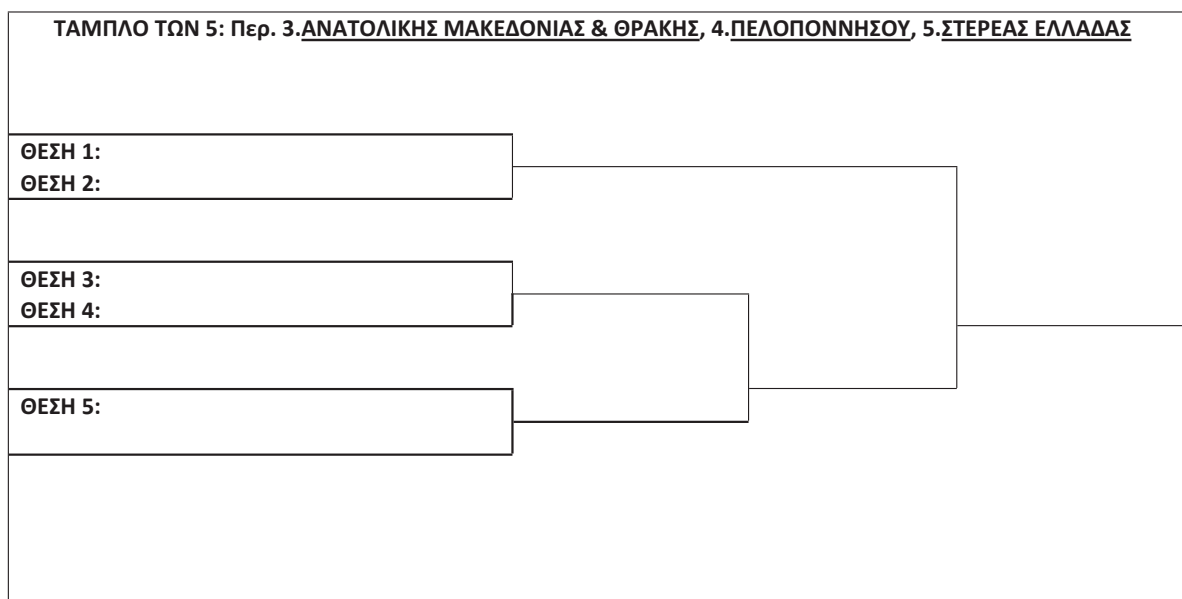 ΤΑΜΠΛΟ ΤΩΝ 5: Περ. 3.ΑΝΑΤΟΛΙΚΗΣ ΜΑΚΕΔΟΝΙΑΣ & ΘΡΑΚΗΣ, 4.ΠΕΛΟΠΟΝΝΗΣΟΥ, 5.ΣΤΕΡΕΑΣ ΕΛΛΑΔΑΣ
ΘΕΣΗ 1:
ΘΕΣΗ 2:
ΘΕΣΗ 3:
ΘΕΣΗ 4:
ΘΕΣΗ 5: